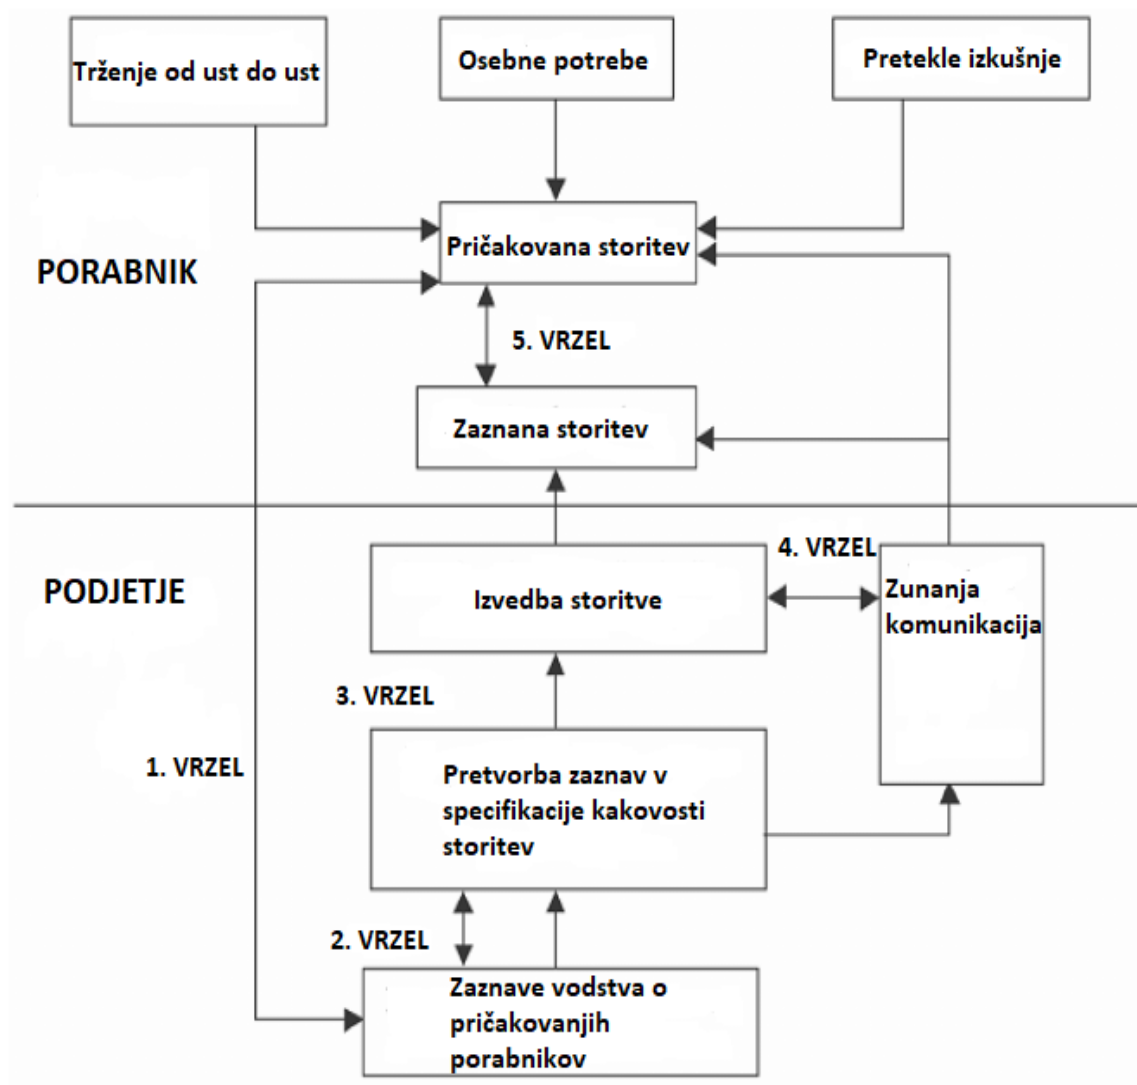 Trženje od ust do ust
Osebne potrebe
Pretekle izkušnje
Pričakovana storitev
PORABNIK
5. VRZEL
Zaznana storitev
4. VRZEL
PODJETJE
Izvedba storitve
Zunanja
komunikacija
3. VRZEL
1. VRZEL
Pretvorba zaznav v
specifikacije kakovosti
storitev
2. VRZEL
Zaznave vodstva o
pričakovanjih
porabnikov